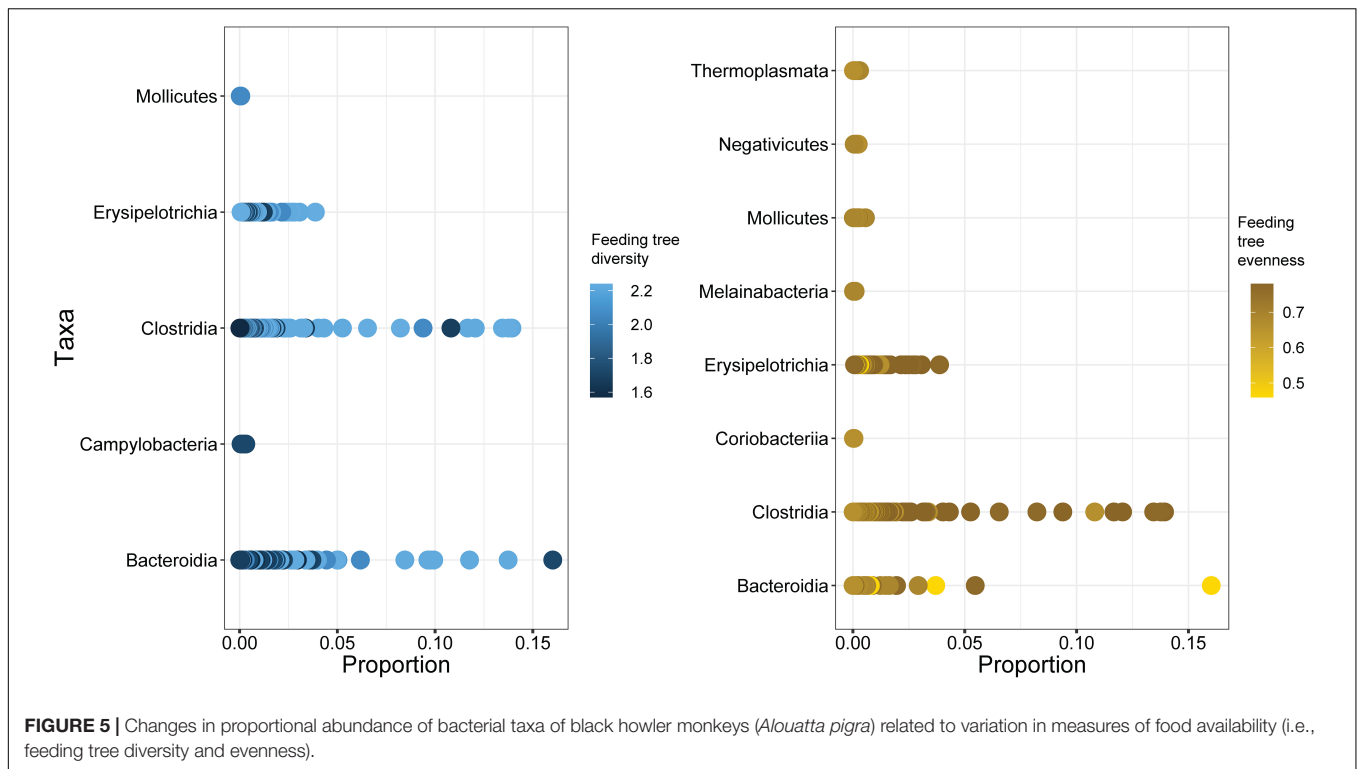 Taxa
Mollicutes
Erysipelotrichia
Clostridia
Campylobacteria
Bacteroidia
0.00 0.05 0.10 0.15
Proportion
Feeding tree
diversity
2.2
2.0
1.8
1.6
Thermoplasmata
Negativicutes
Mollicutes
Melainabacteria
Erysipelotrichia
Coriobacteriia
Clostridia
Bacteroidia
0.00 0.05 0.10 0.15
Proportion
Feeding
tree
evenness
0.7
0.6
0.5
FIGURE 5 | Changes in proportional abundance of bacterial taxa of black howler monkeys (Alouatta pigra) related to variation in measures of food availability (i.e.,
feeding tree diversity and evenness).